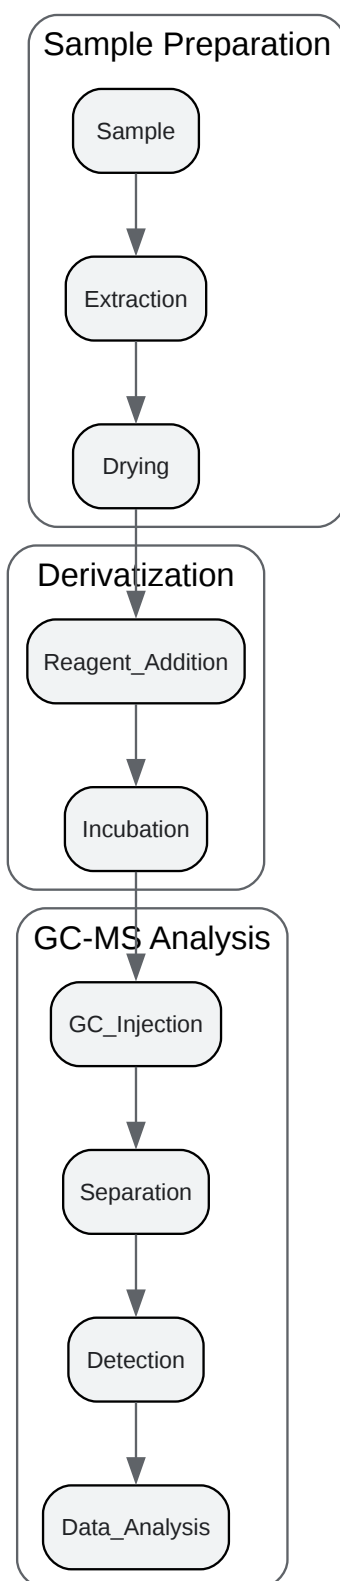 Sample Preparation
Sample
Extraction
Drying
Derivatization
Reagent_Addition
Incubation
GC-MS Analysis
GC_Injection
Separation
Detection
Data_Analysis